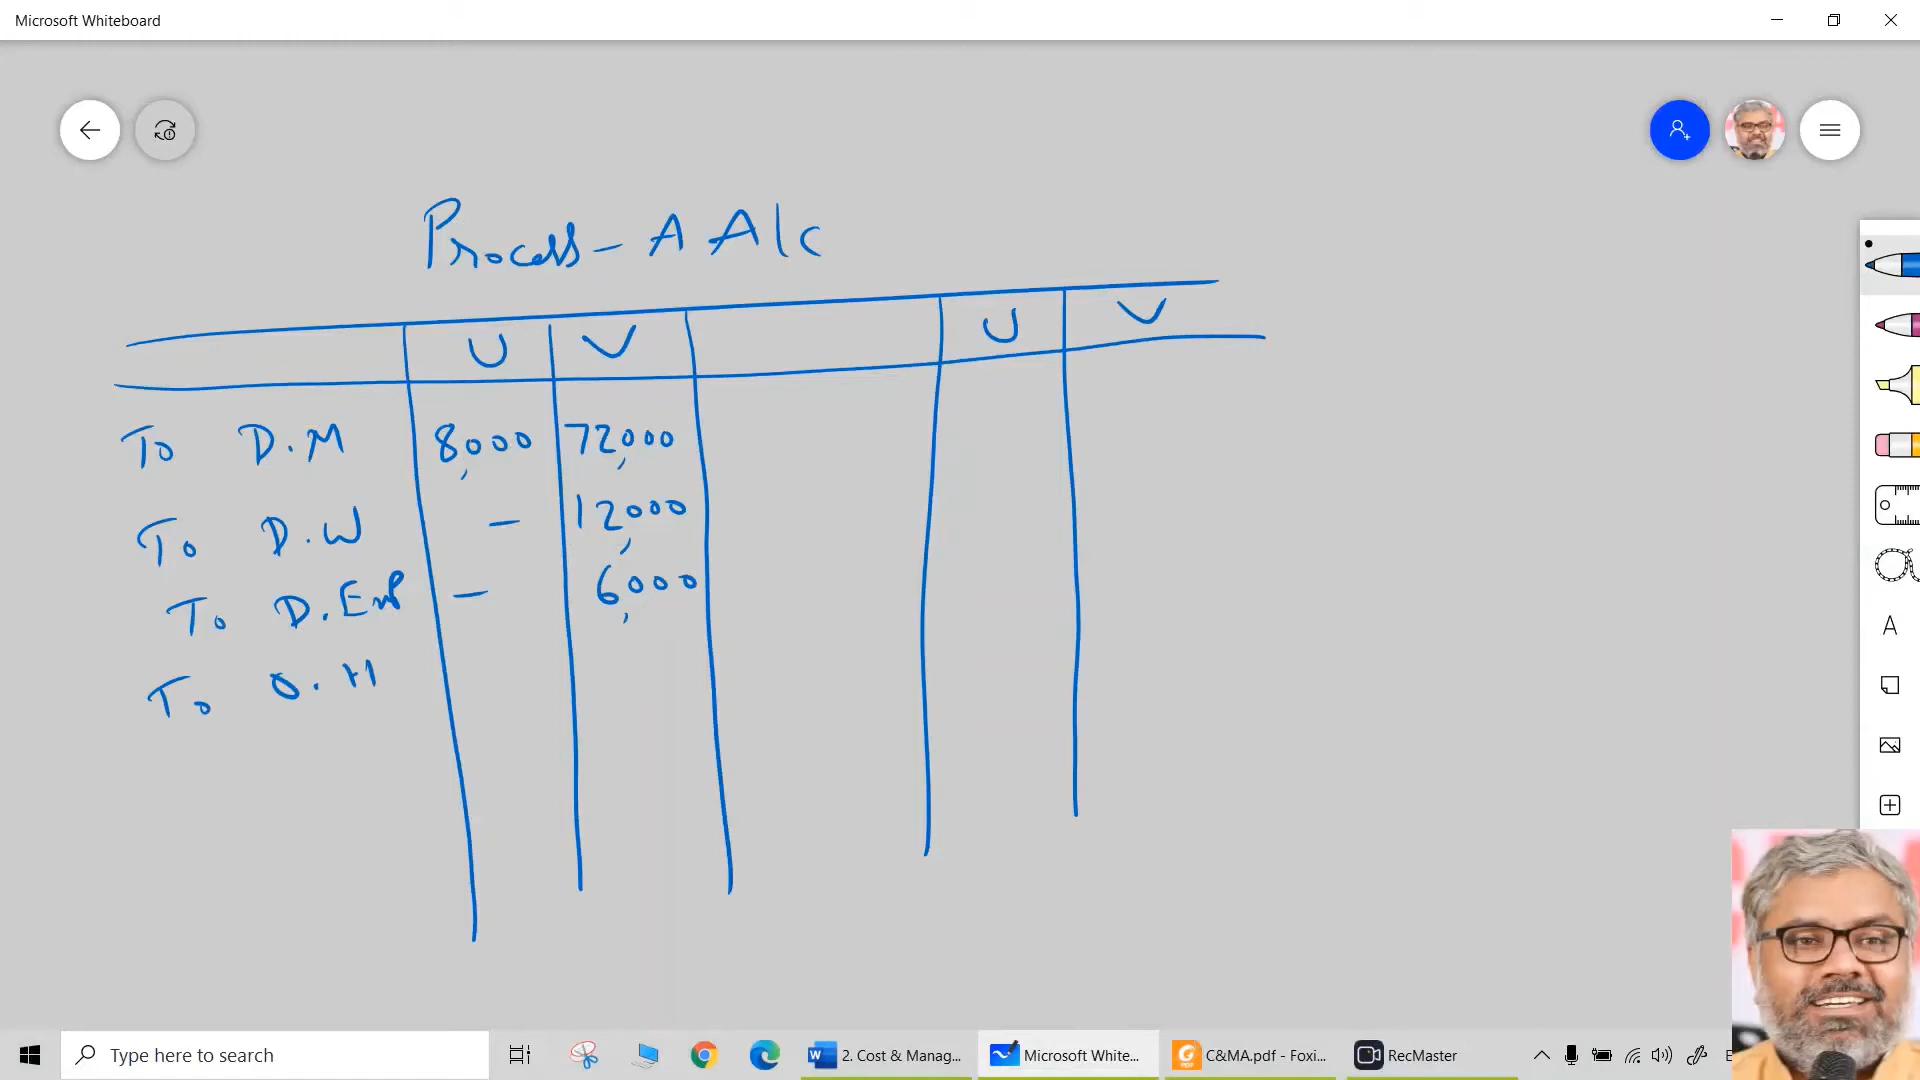 Microsoft Whiteboard
Process - A A/c
U V U V
To D.M 8,000 72,000
To D.W - 12,000
To D.Exp - 6,000
To O.H
A
Type here to search
2. Cost & Manag...
Microsoft White...
C&MA.pdf - Foxi...
RecMaster
E